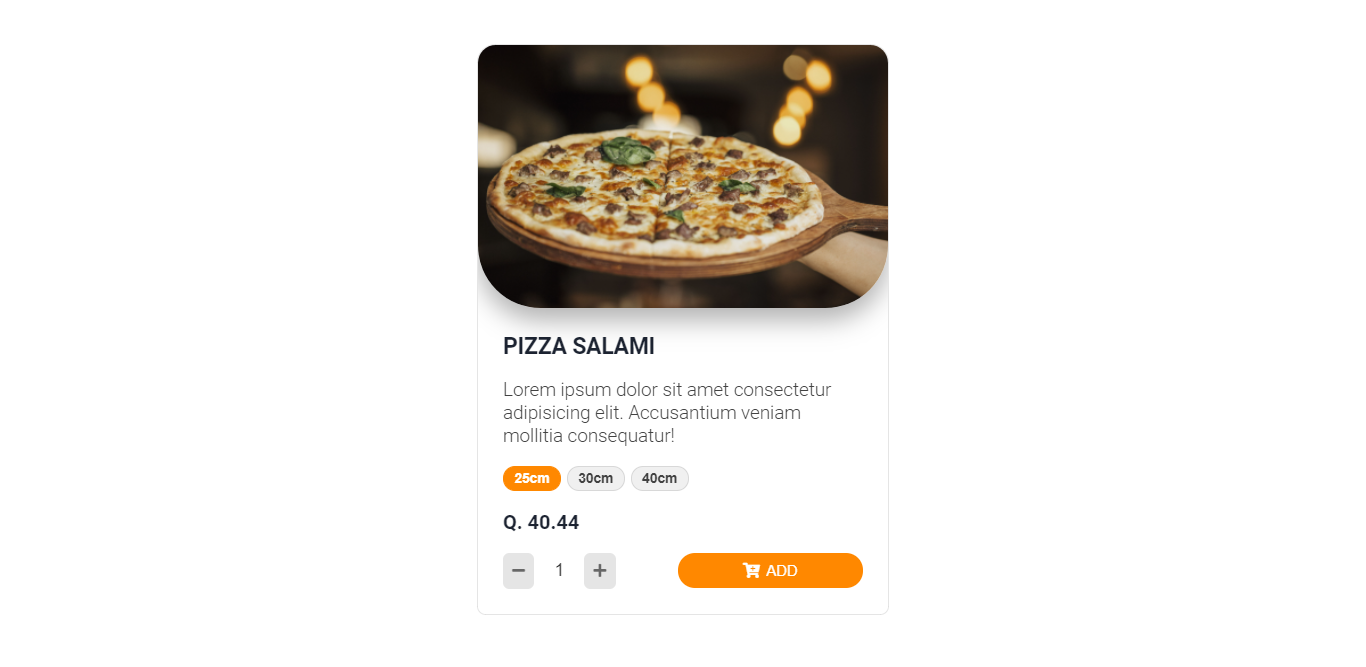 PIZZA SALAMI
Lorem ipsum dolor sit amet consectetur
adipisicing elit. Accusantium veniam
mollitia consequatur!
25cm 30cm 40cm
Q. 40.44
− 1 + ADD